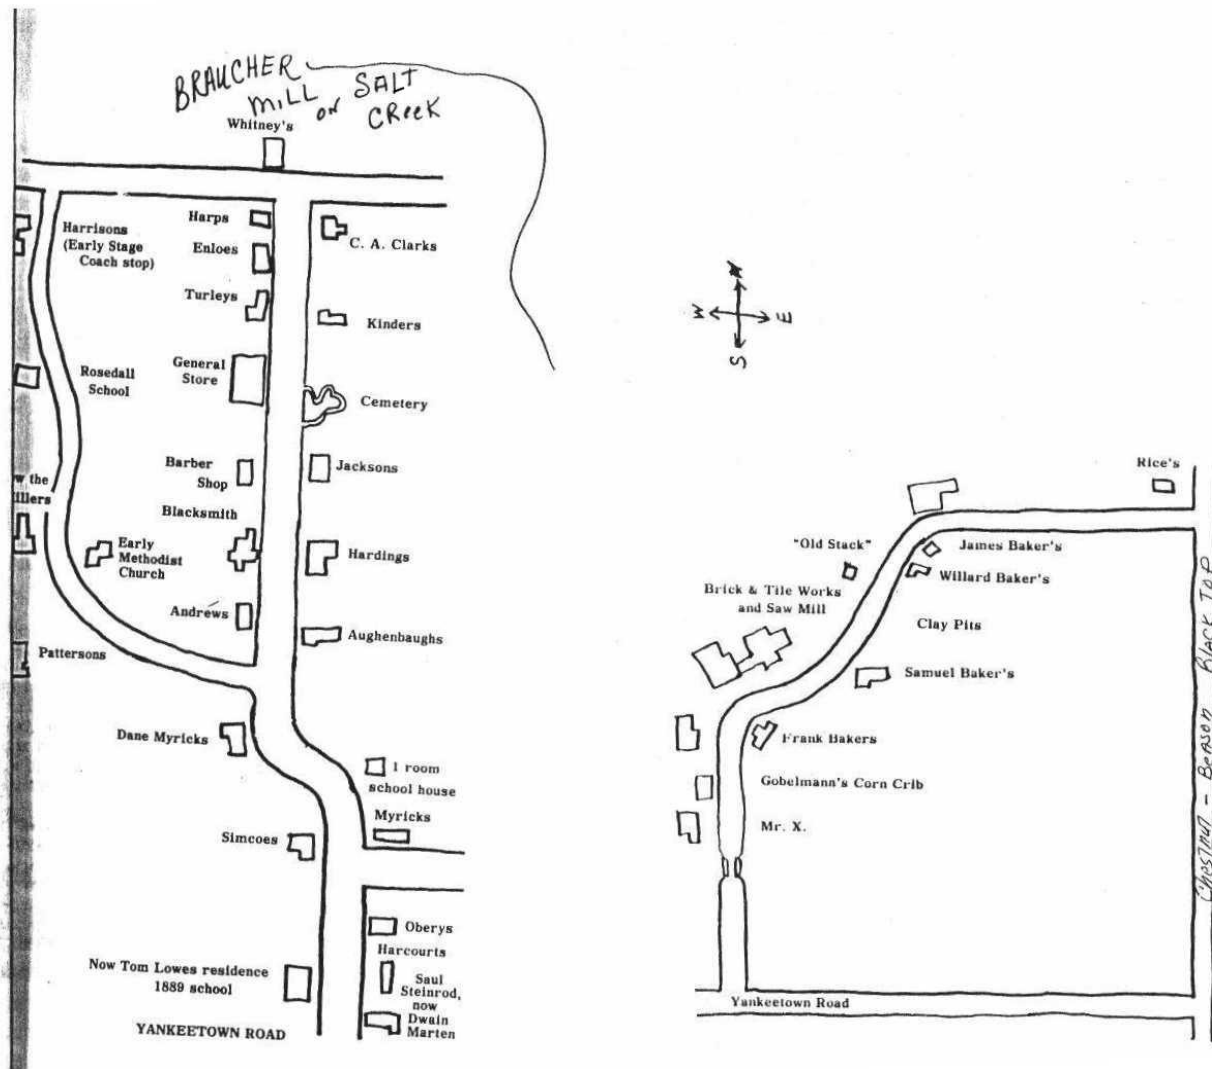 BRAUCHER
MILL ON SALT
CREEK
Whitney's
Harps
Harrisons
(Early Stage
Coach stop)
Enloes
C. A. Clarks
Turleys
Kinders
General
Store
Rosedall
School
Cemetery
Barber
Shop
Jacksons
w the
illers
Blacksmith
Early
Methodist
Church
Hardings
Andrews
Aughenbaughs
Pattersons
Dane Myricks
1 room
school house
Myricks
Simcoes
Oberys
Harcourts
Now Tom Lowes residence
1889 school
Saul
Steinrod,
now
Dwain
Marten
YANKEETOWN ROAD
W
E
S
Rice's
"Old Stack"
James Baker's
Brick & Tile Works
and Saw Mill
Willard Baker's
Clay Pits
Samuel Baker's
Frank Bakers
Gobelmann's Corn Crib
Mr. X.
Yankeetown Road
CHESTNUT - BEASON BLACK TOP